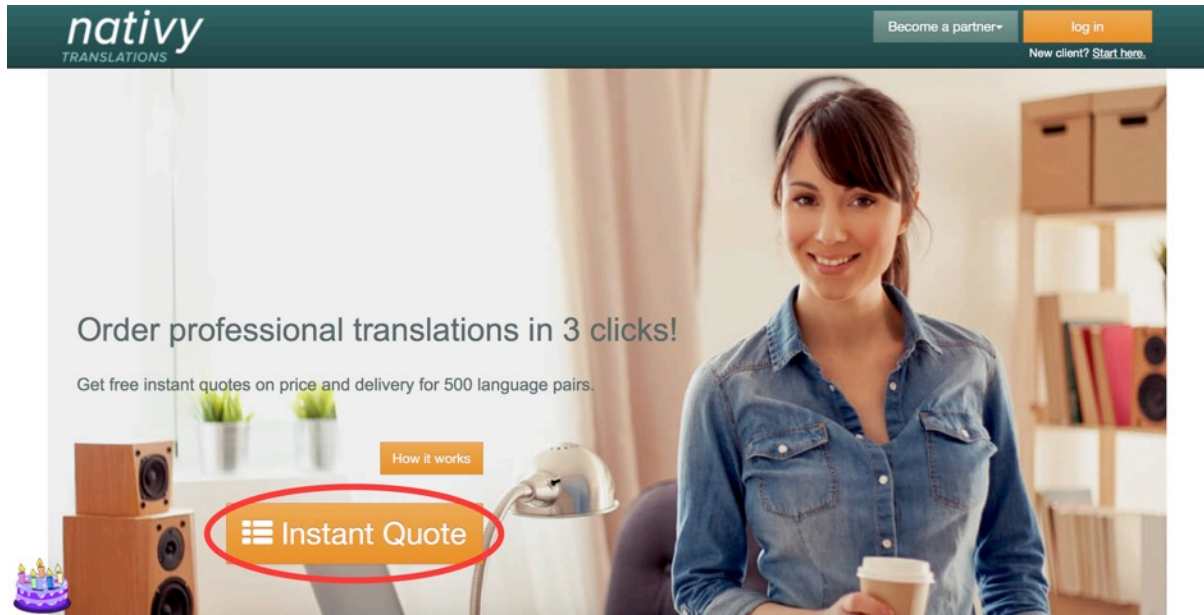 nativy
TRANSLATIONS
Become a partner
log in
New client? Start here.
Order professional translations in 3 clicks!
Get free instant quotes on price and delivery for 500 language pairs.
How it works
Instant Quote